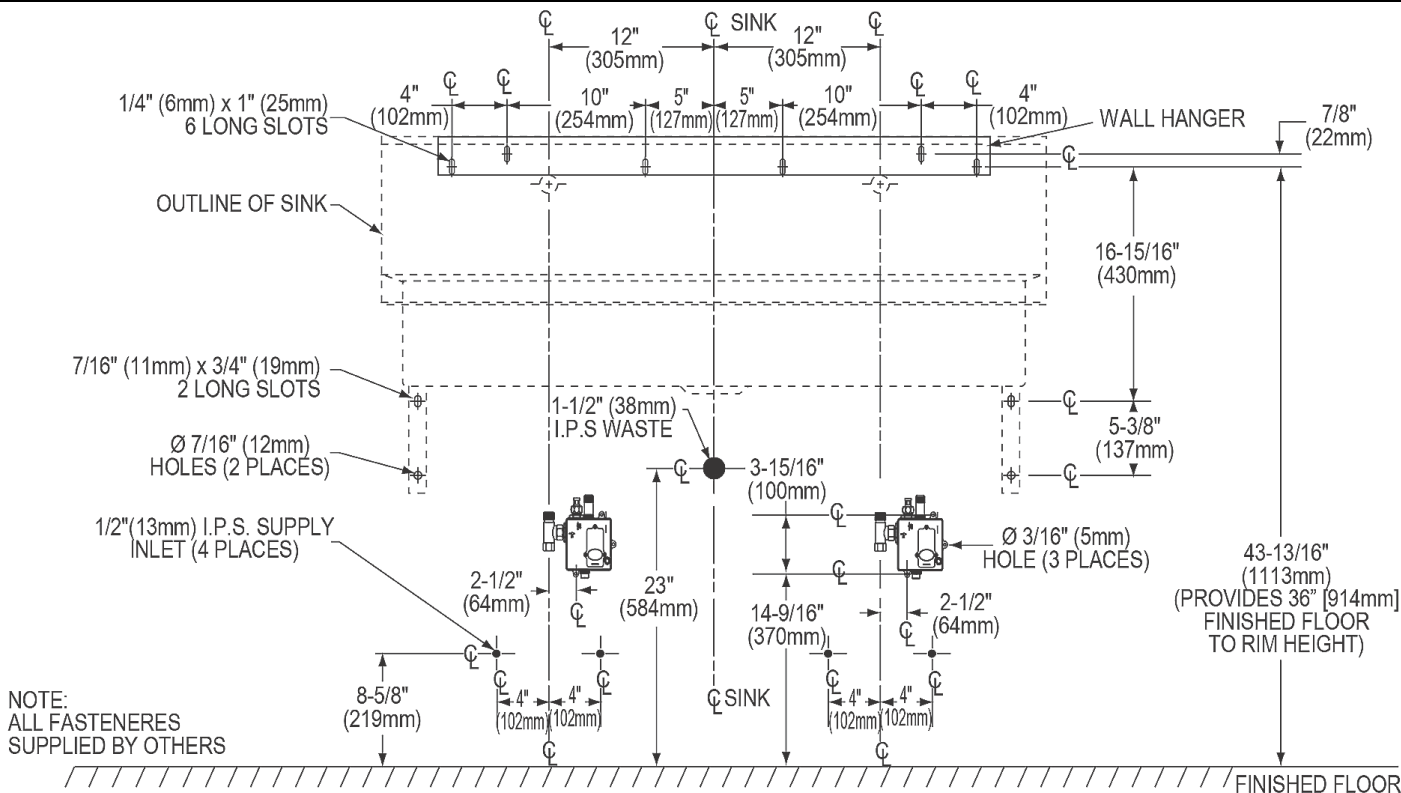 ℄
℄ SINK
℄
12"
(305mm)
12"
(305mm)
1/4" (6mm) x 1" (25mm)
6 LONG SLOTS
4"
(102mm)
℄
℄
10"
(254mm)
5"
(127mm)
5"
(127mm)
10"
(254mm)
℄
℄
4"
(102mm)
WALL HANGER
7/8"
(22mm)
℄
OUTLINE OF SINK
16-15/16"
(430mm)
7/16" (11mm) x 3/4" (19mm)
2 LONG SLOTS
℄
1-1/2" (38mm)
I.P.S WASTE
5-3/8"
(137mm)
Ø 7/16" (12mm)
HOLES (2 PLACES)
℄
3-15/16"
(100mm)
℄
℄
1/2"(13mm) I.P.S. SUPPLY
INLET (4 PLACES)
Ø 3/16" (5mm)
HOLE (3 PLACES)
43-13/16"
(1113mm)
(PROVIDES 36” [914mm]
FINISHED FLOOR
TO RIM HEIGHT)
2-1/2"
(64mm)
℄
23"
(584mm)
℄
14-9/16"
(370mm)
2-1/2"
(64mm)
℄
℄
8-5/8"
(219mm)
℄
4"
(102mm)
4"
(102mm)
℄
℄ SINK
℄
4"
(102mm)
4"
(102mm)
℄
NOTE:
ALL FASTENERES
SUPPLIED BY OTHERS
℄
℄
FINISHED FLOOR